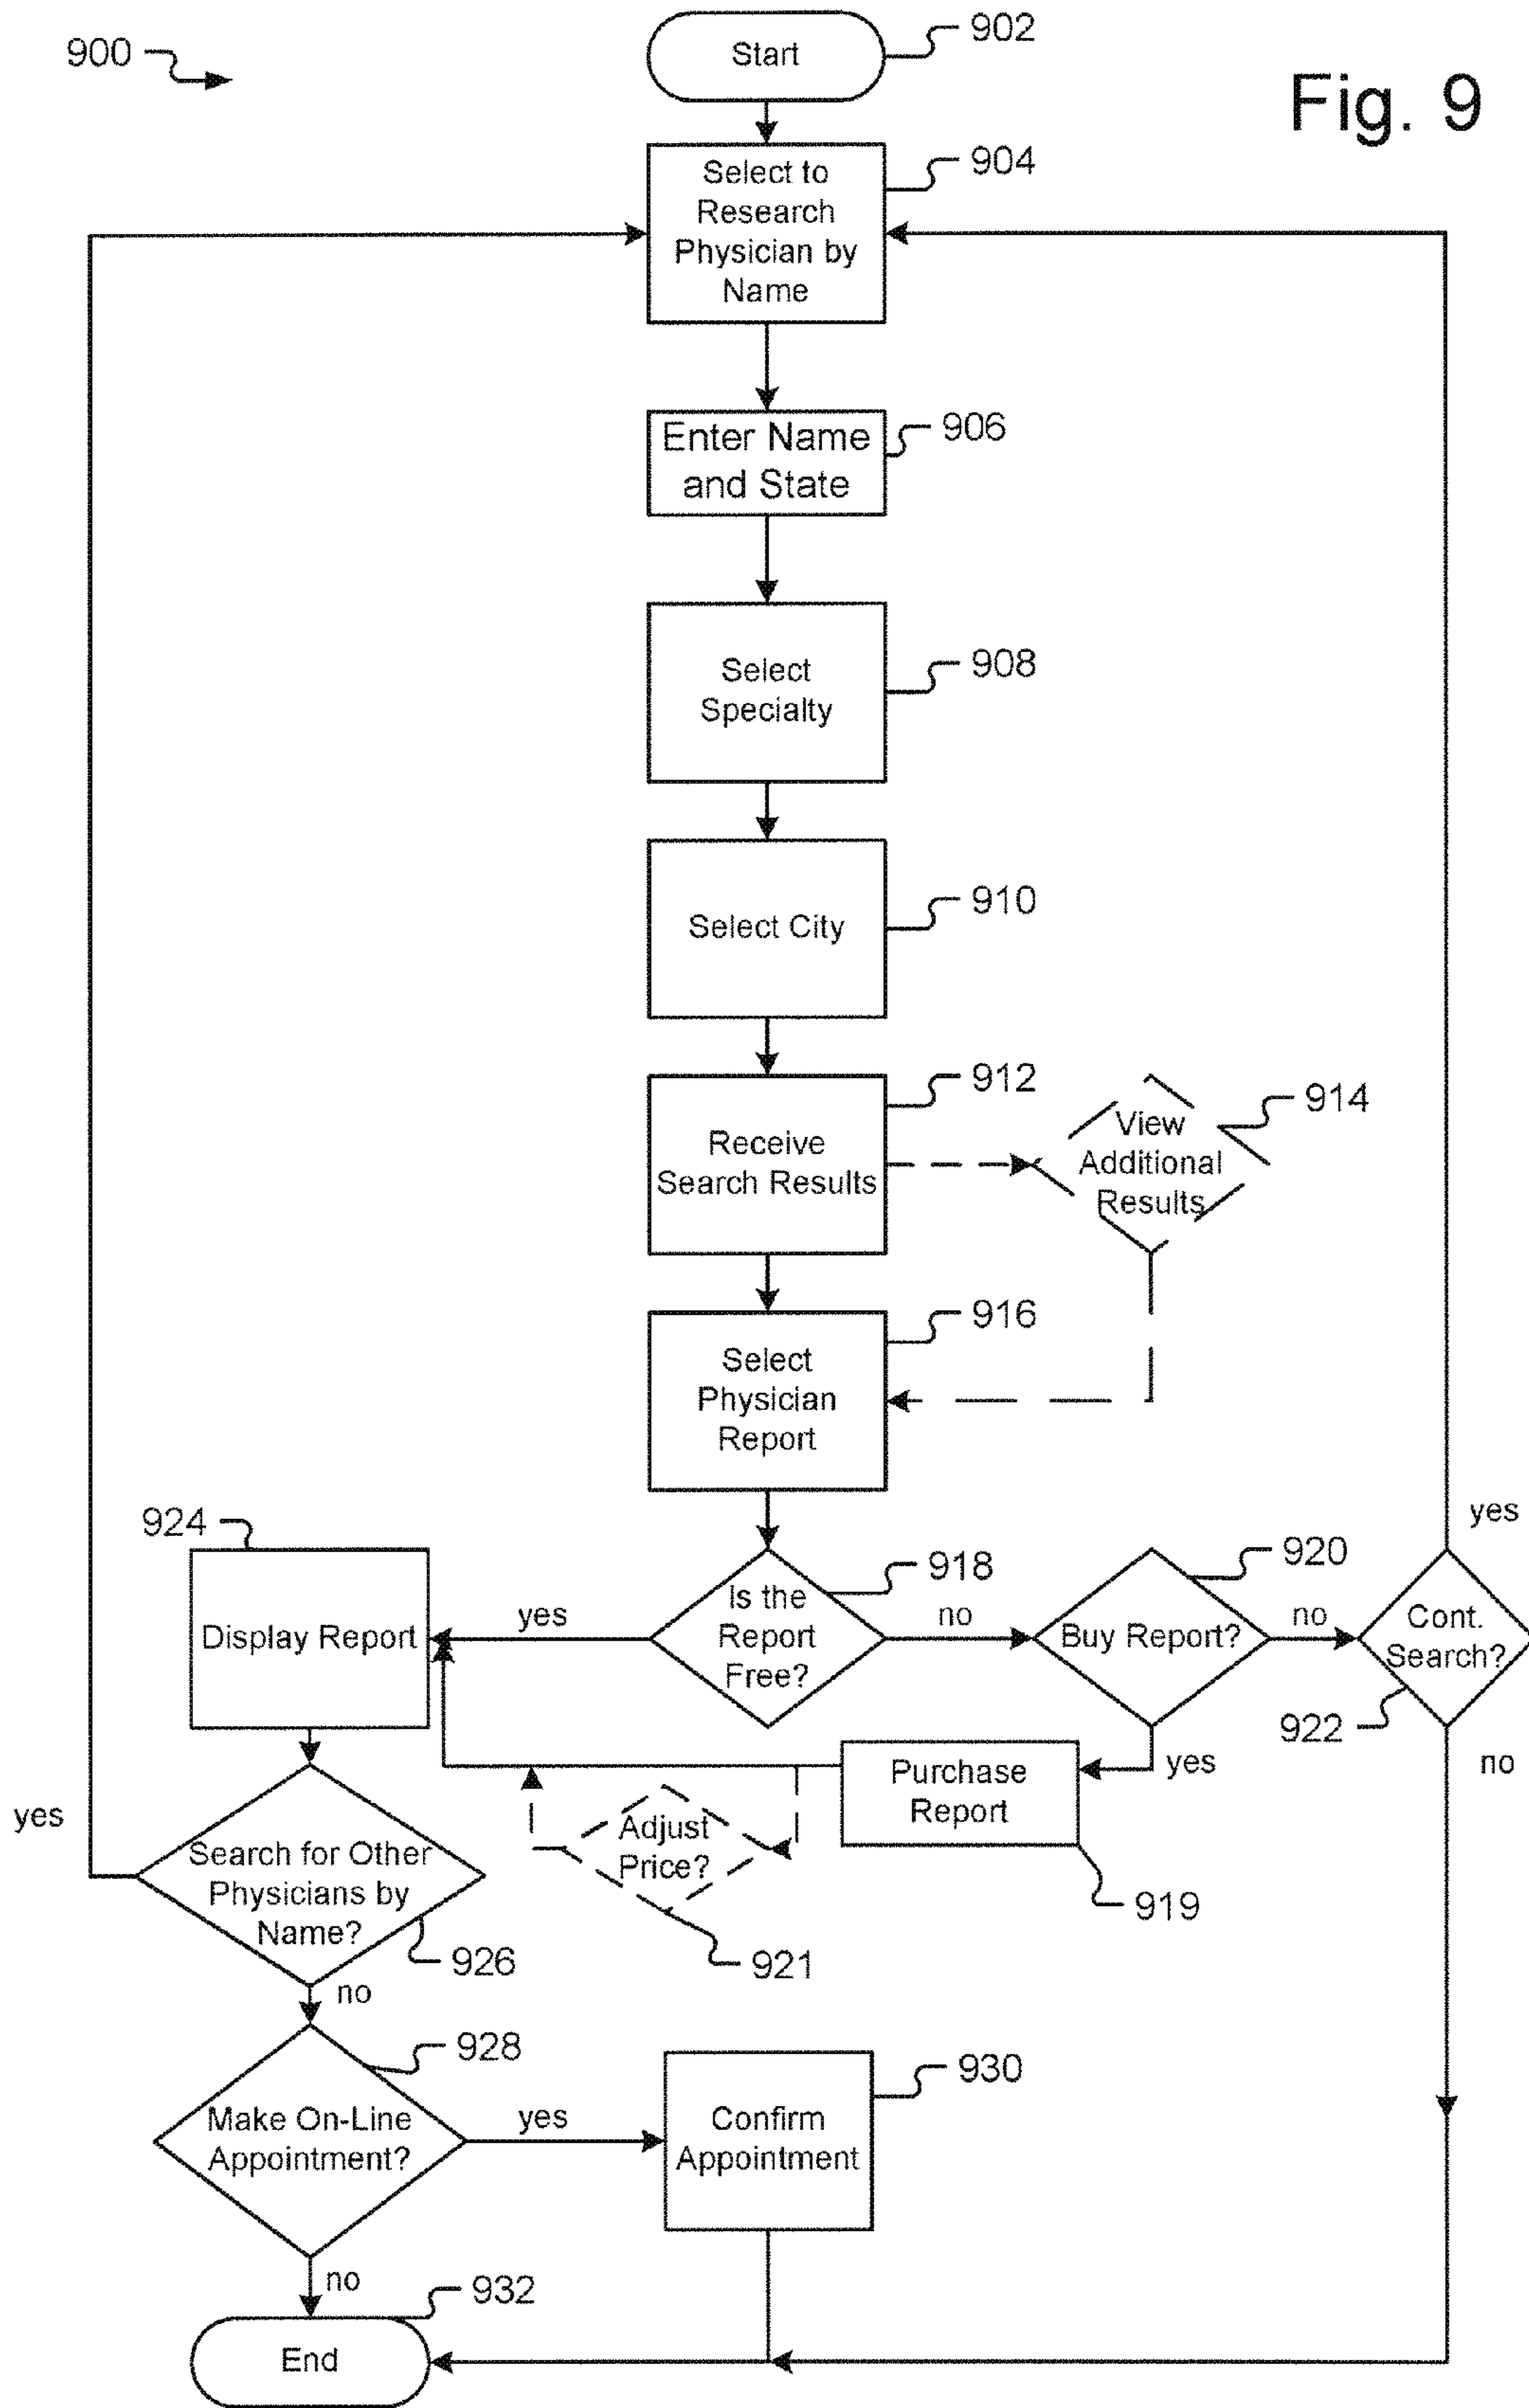 900
Start
902
Fig. 9
Select to
Research
Physician by
Name
904
Enter Name
and State
906
Select
Specialty
908
Select City
910
Receive
Search Results
912
View
Additional
Results
914
Select
Physician
Report
916
924
Display Report
yes
Is the
Report
Free?
918
no
Buy Report?
920
no
Cont.
Search?
922
yes
no
yes
Purchase
Report
919
Adjust
Price?
921
yes
Search for Other
Physicians by
Name?
926
no
Make On-Line
Appointment?
928
yes
Confirm
Appointment
930
no
End
932